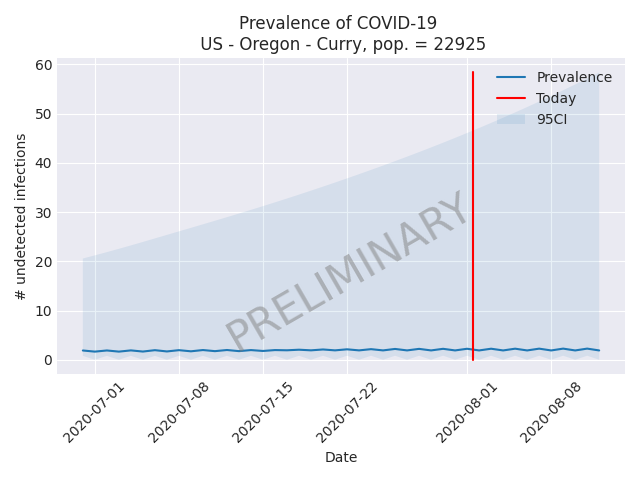 Prevalence of COVID-19
US - Oregon - Curry, pop. = 22925
# undetected infections
60
50
40
30
20
10
0
Prevalence
Today
95CI
PRELIMINARY
2020-07-01
2020-07-08
2020-07-15
2020-07-22
2020-08-01
2020-08-08
Date